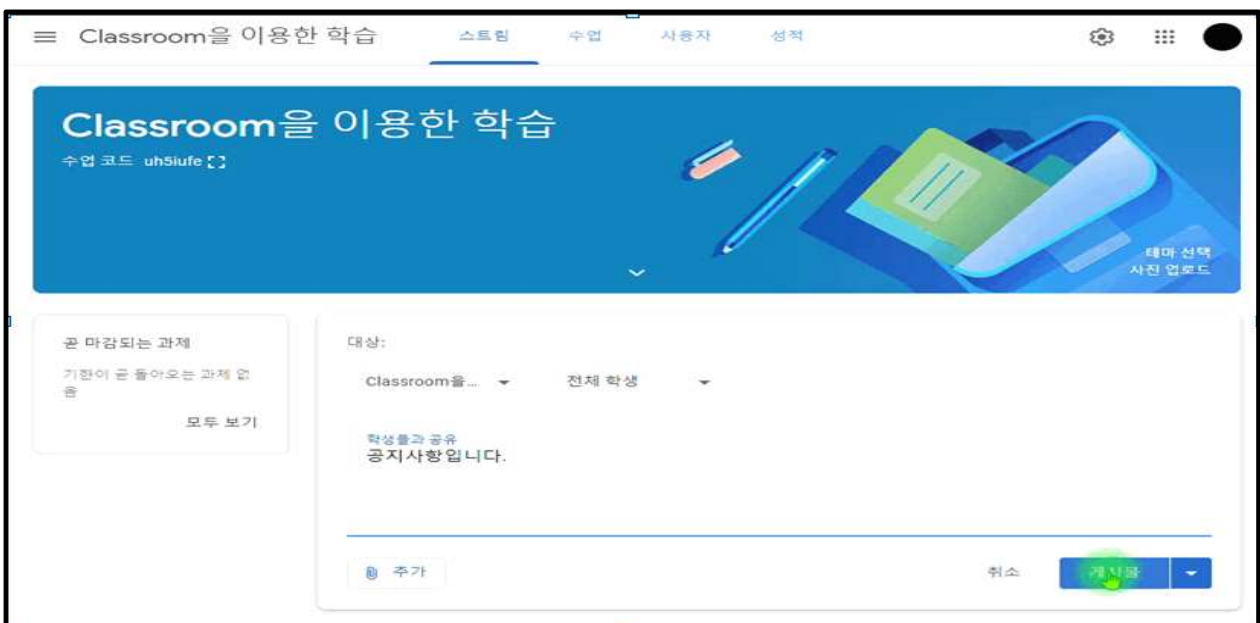 Classroom을 이용한 학습
스트림
수업
사용자
성적
Classroom을 이용한 학습
수업 코드 uh5iufe
테마 선택
사진 업로드
곧 마감되는 과제
기한이 곧 돌아오는 과제 없
음
모두 보기
대상:
Classroom을...
전체 학생
학생들과 공유
공지사항입니다.
추가
취소
게시물